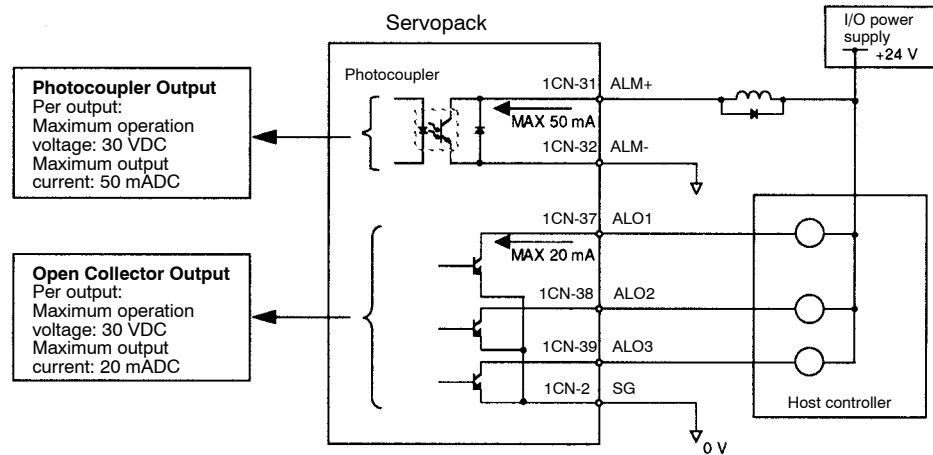 Servopack
I/O power
supply
+24 V
Photocoupler Output
Per output:
Maximum operation
voltage: 30 VDC
Maximum output
current: 50 mADC
Photocoupler
1CN-31 ALM+
MAX 50 mA
1CN-32 ALM-
1CN-37 ALO1
MAX 20 mA
Open Collector Output
Per output:
Maximum operation
voltage: 30 VDC
Maximum output
current: 20 mADC
1CN-38 ALO2
1CN-39 ALO3
1CN-2 SG
Host controller
0 V